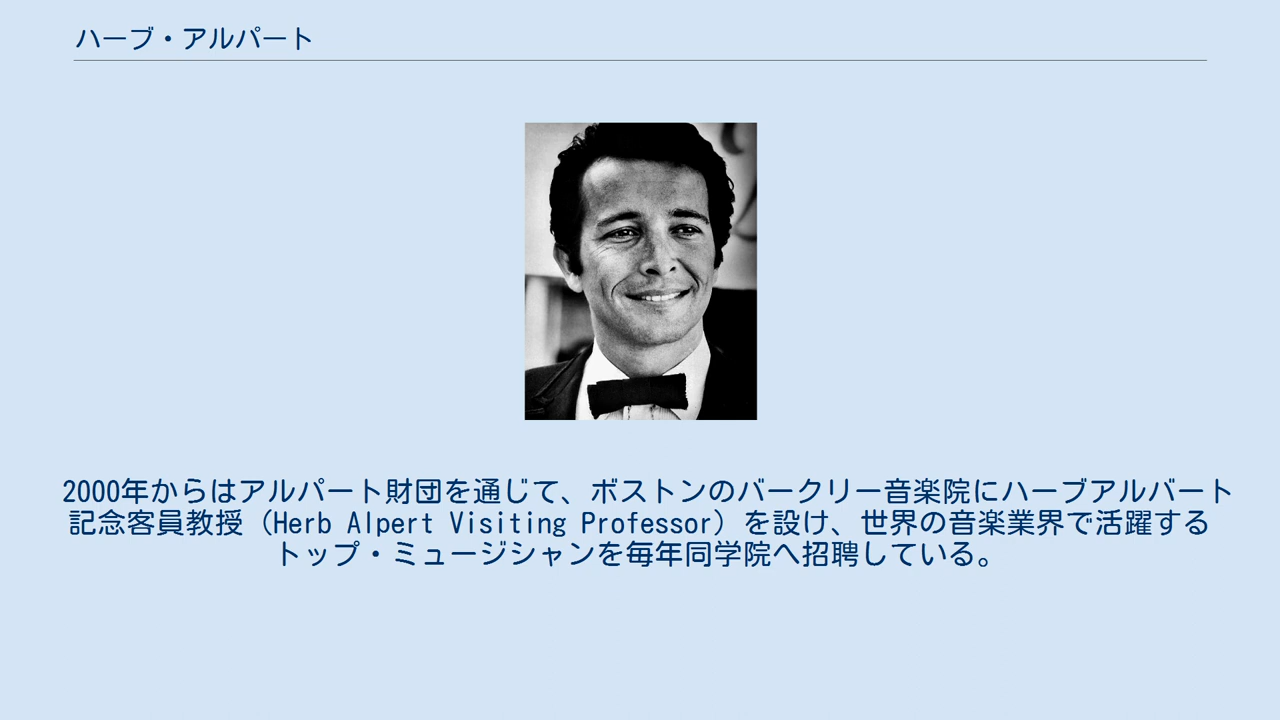 ハーブ・アルパート
2000年からはアルパート財団を通じて、ボストンのバークリー音楽院にハーブアルバート
記念客員教授（Herb Alpert Visiting Professor）を設け、世界の音楽業界で活躍する
トップ・ミュージシャンを毎年同学院へ招聘している。